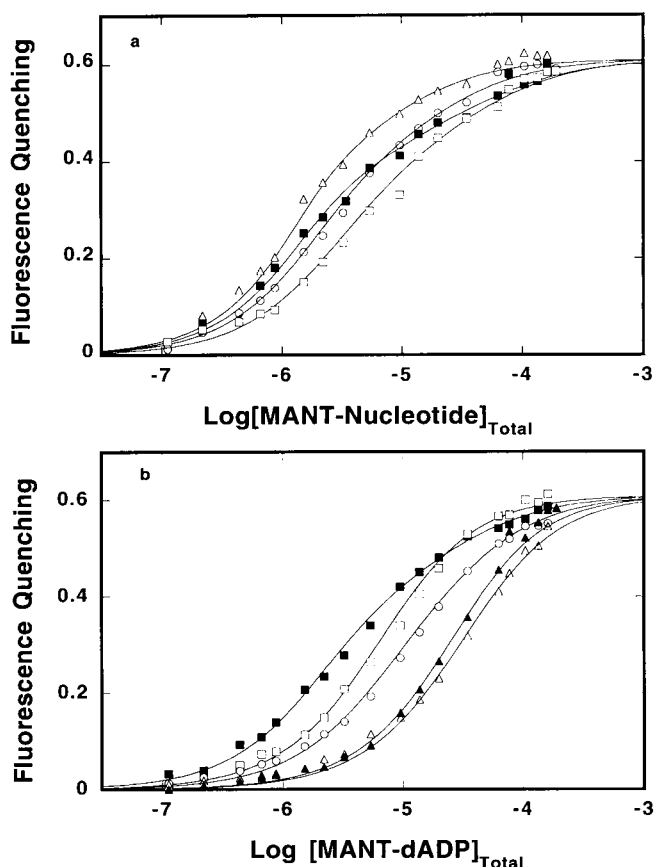 a
0.6
0.4
0.2
0
Fluorescence Quenching
-7 -6 -5 -4 -3
Log[MANT-Nucleotide]Total
b
0.6
0.4
0.2
0
Fluorescence Quenching
-7 -6 -5 -4 -3
Log [MANT-dADP]Total